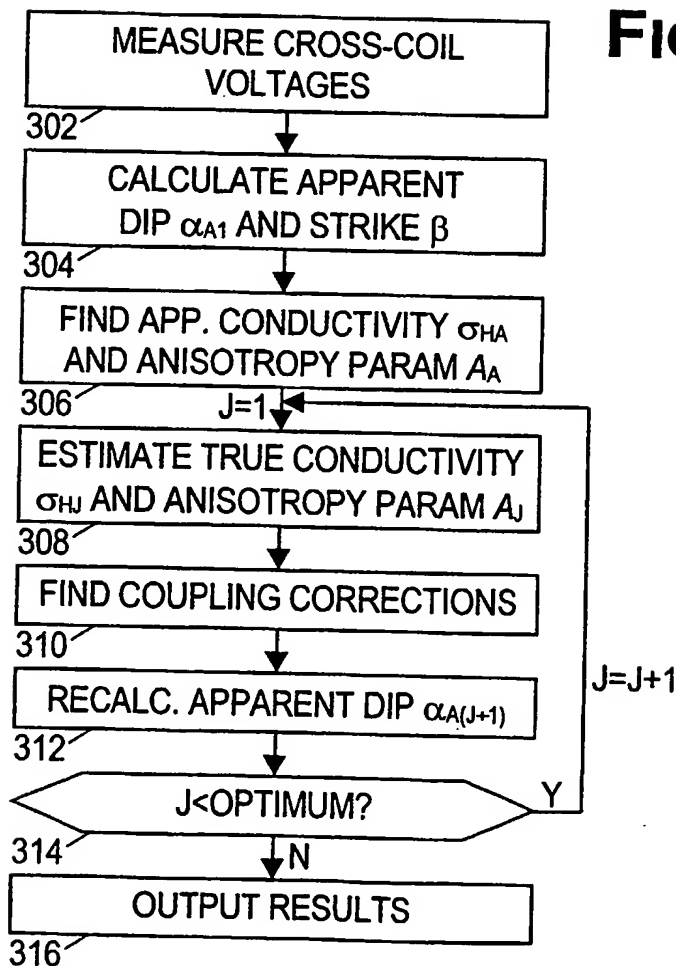 FIG
MEASURE CROSS-COIL
VOLTAGES
302
CALCULATE APPARENT
DIP αA1 AND STRIKE β
304
FIND APP. CONDUCTIVITY σHA
AND ANISOTROPY PARAM AA
306
J=1
ESTIMATE TRUE CONDUCTIVITY
σHJ AND ANISOTROPY PARAM AJ
308
FIND COUPLING CORRECTIONS
310
J=J+1
RECALC. APPARENT DIP αA(J+1)
312
J<OPTIMUM?
Y
314
N
OUTPUT RESULTS
316